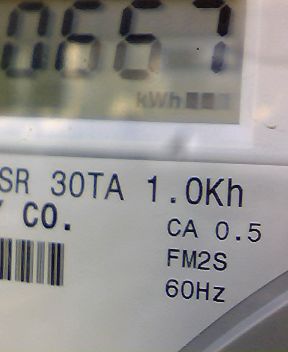 0667
kWh
SR 30TA 1.0Kh
Y CO.
CA 0.5
FM2S
60Hz